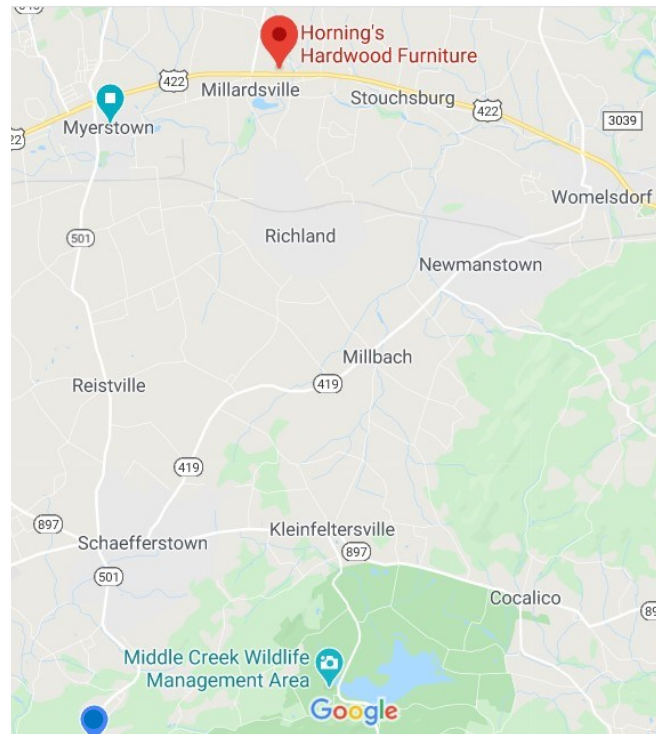 Horning's
Hardwood Furniture
422
Millardsville
Stouchsburg
422
Myerstown
3039
22
Womelsdorf
501
Richland
Newmanstown
Millbach
Reistville
419
419
897
Kleinfeltersville
Schaefferstown
897
501
Cocalico
Middle Creek Wildlife
Management Area
Google